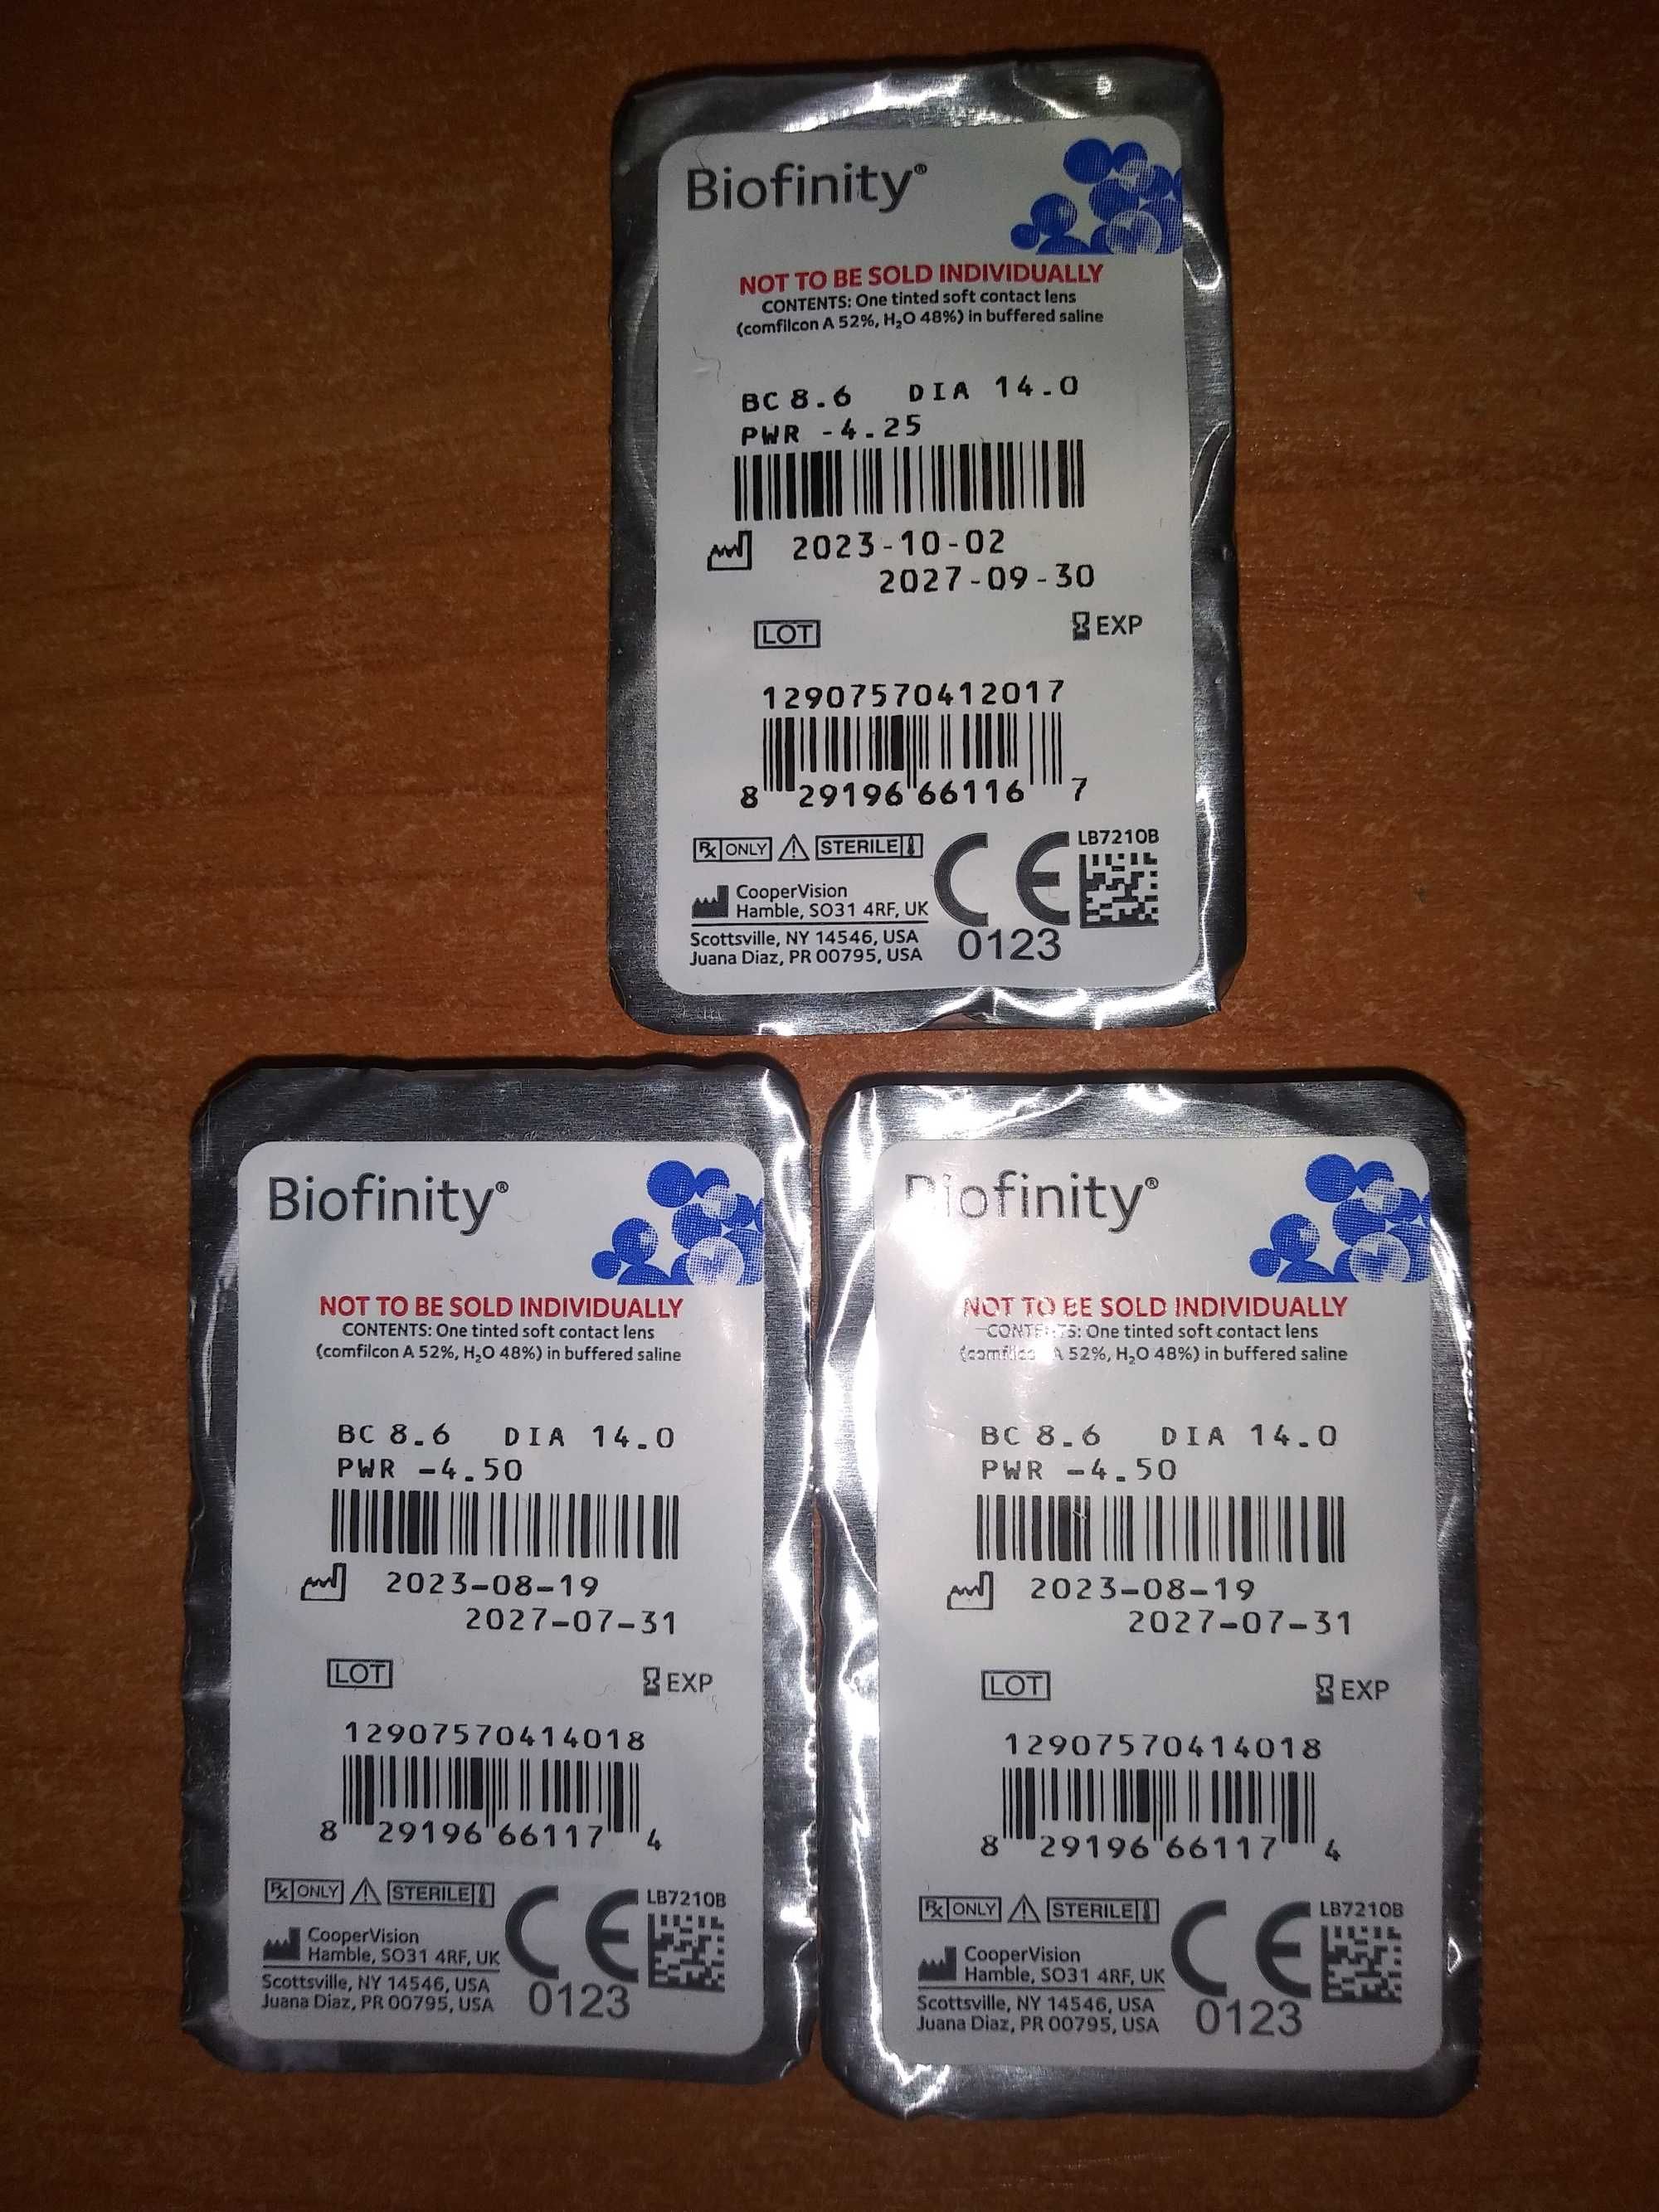 Biofinity®
NOT TO BE SOLD INDIVIDUALLY
CONTENTS: One tinted soft contact lens
(comfilcon A 52%, H₂O 48%) in buffered saline
BC 8.6 DIA 14.0
PWR -4.25
2023-10-02
2027-09-30
LOT
EXP
12907570412017
8 29196 66116 7
Rx ONLY STERILE
LB7210B
CE
CooperVision
Hamble, SO31 4RF, UK
Scottsville, NY 14546, USA
Juana Diaz, PR 00795, USA
0123
Biofinity®
NOT TO BE SOLD INDIVIDUALLY
CONTENTS: One tinted soft contact lens
(comfilcon A 52%, H₂O 48%) in buffered saline
BC 8.6 DIA 14.0
PWR -4.50
2023-08-19
2027-07-31
LOT
EXP
12907570414018
8 29196 66117 4
Rx ONLY STERILE
LB7210B
CE
CooperVision
Hamble, SO31 4RF, UK
Scottsville, NY 14546, USA
Juana Diaz, PR 00795, USA
0123
Biofinity®
NOT TO BE SOLD INDIVIDUALLY
CONTENTS: One tinted soft contact lens
(comfilcon A 52%, H₂O 48%) in buffered saline
BC 8.6 DIA 14.0
PWR -4.50
2023-08-19
2027-07-31
LOT
EXP
12907570414018
8 29196 66117 4
Rx ONLY STERILE
LB7210B
CE
CooperVision
Hamble, SO31 4RF, UK
Scottsville, NY 14546, USA
Juana Diaz, PR 00795, USA
0123